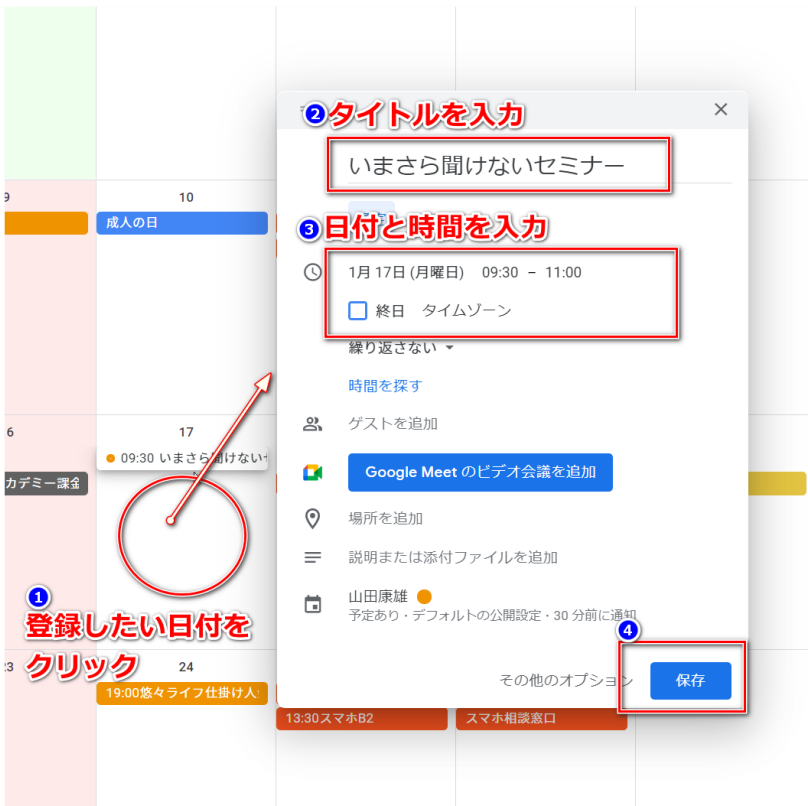 ②タイトルを入力
いまさら聞けないセミナー
③日付と時間を入力
1月 17日 (月曜日) 09:30 – 11:00
終日 タイムゾーン
繰り返さない
時間を探す
ゲストを追加
Google Meet のビデオ会議を追加
場所を追加
説明または添付ファイルを追加
山田康雄
予定あり・デフォルトの公開設定・30 分前に通知
④
その他のオプション
保存
9
10
成人の日
6
17
09:30 いまさら聞けない
カデミー課金
①
登録したい日付を
クリック
23
24
19:00悠々ライフ仕掛け人
13:30スマホB2
スマホ相談窓口